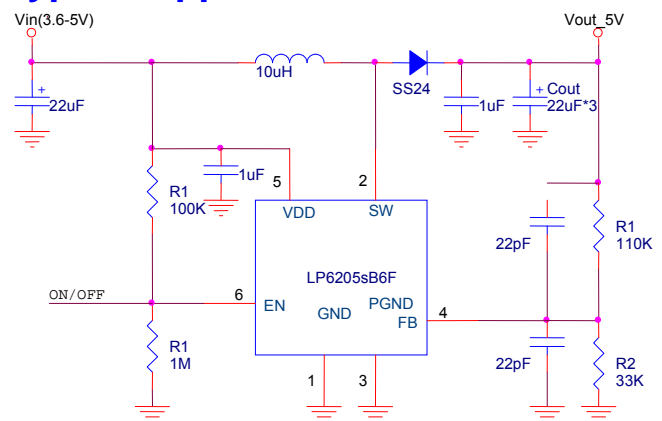 Vin(3.6-5V)
Vout_5V
10uH
SS24
22uF
1uF
Cout
22uF*3
1uF
5
2
R1
100K
VDD
SW
22pF
R1
110K
LP6205sB6F
ON/OFF
6
EN
GND
PGND
FB
4
R1
1M
22pF
R2
33K
1
3